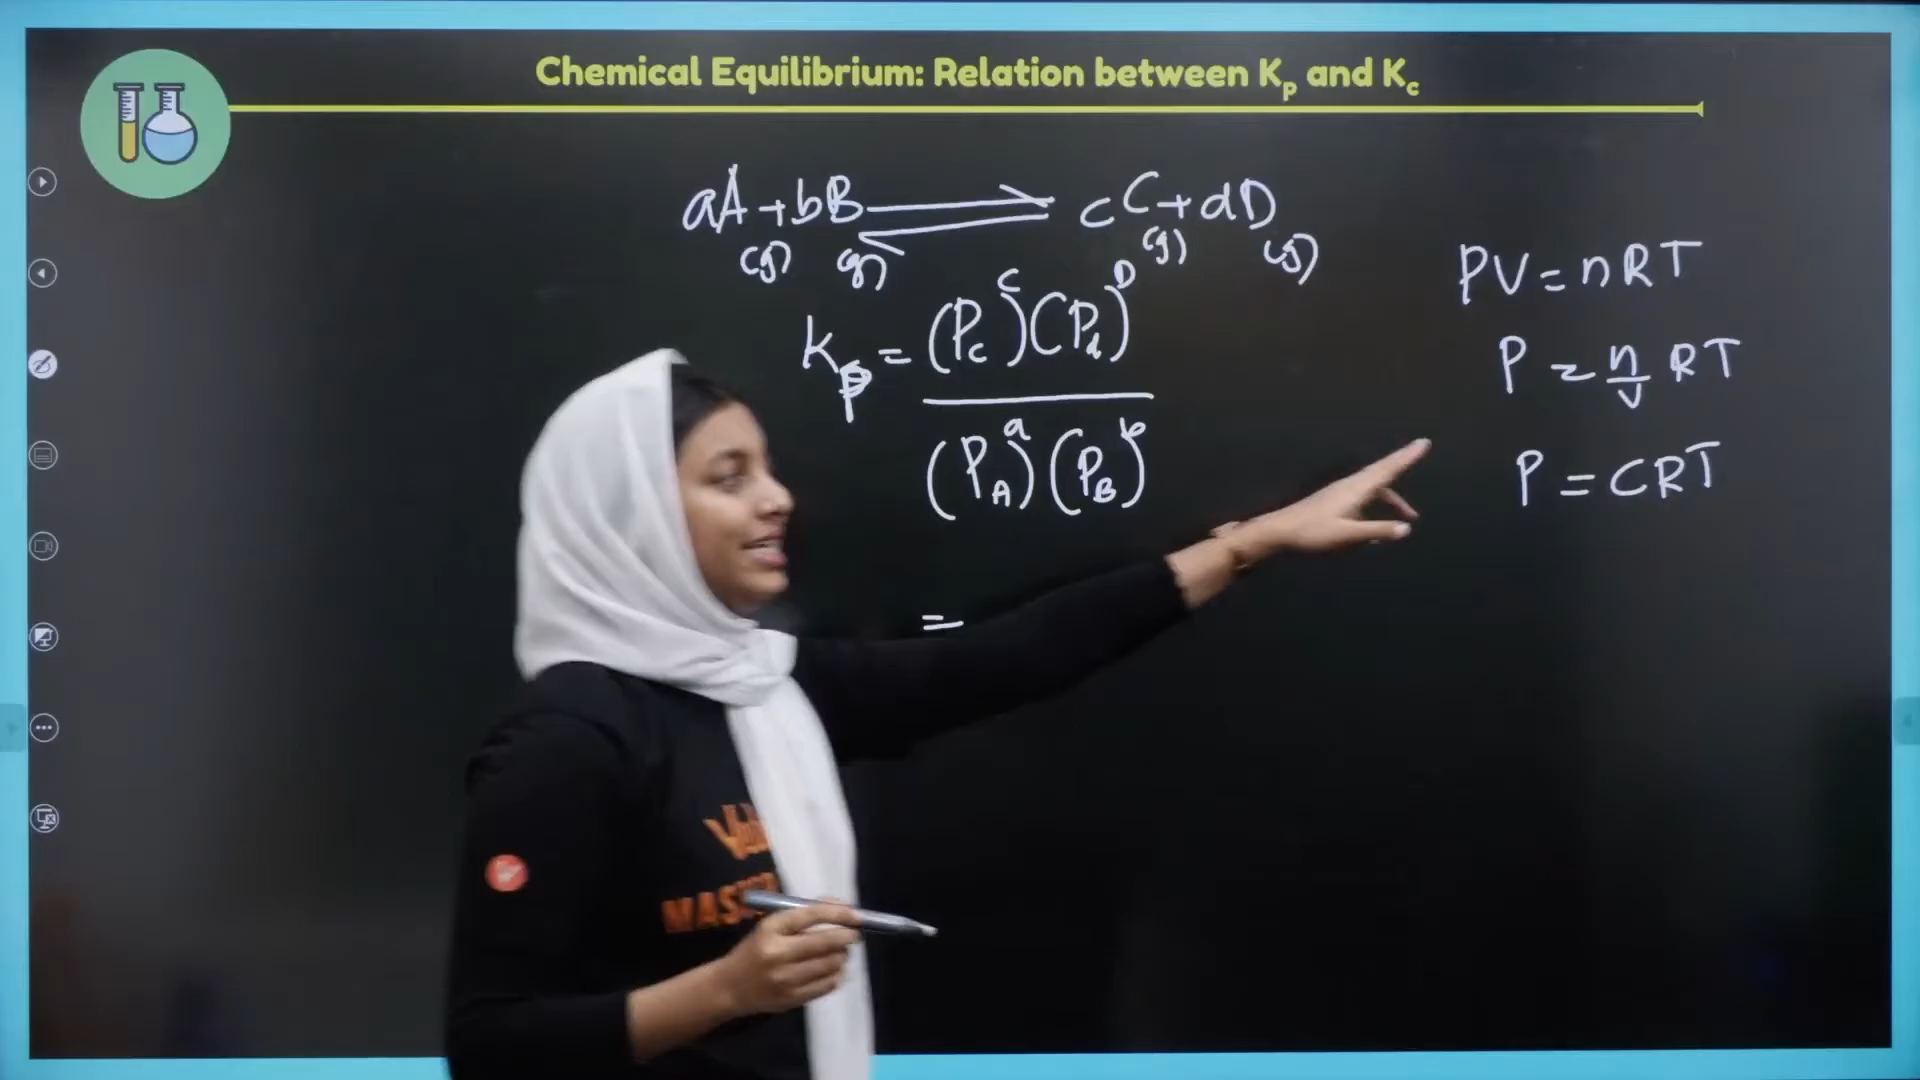 Chemical Equilibrium: Relation between Kp and Kc
aA + bB ⇌ cC + dD
(g) (g) (g) (g)
PV = nRT
Kp = (Pc)^C (Pd)^D
P = n/V RT
(PA)^a (PB)^b
P = CRT
=